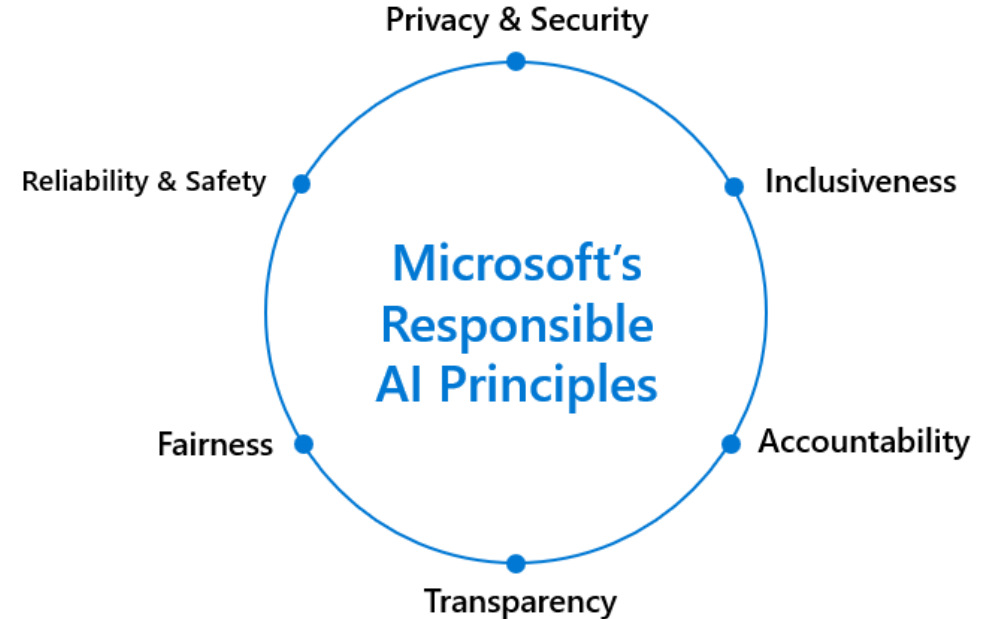 Privacy & Security
Reliability & Safety
Inclusiveness
Microsoft’s
Responsible
AI Principles
Fairness
Accountability
Transparency